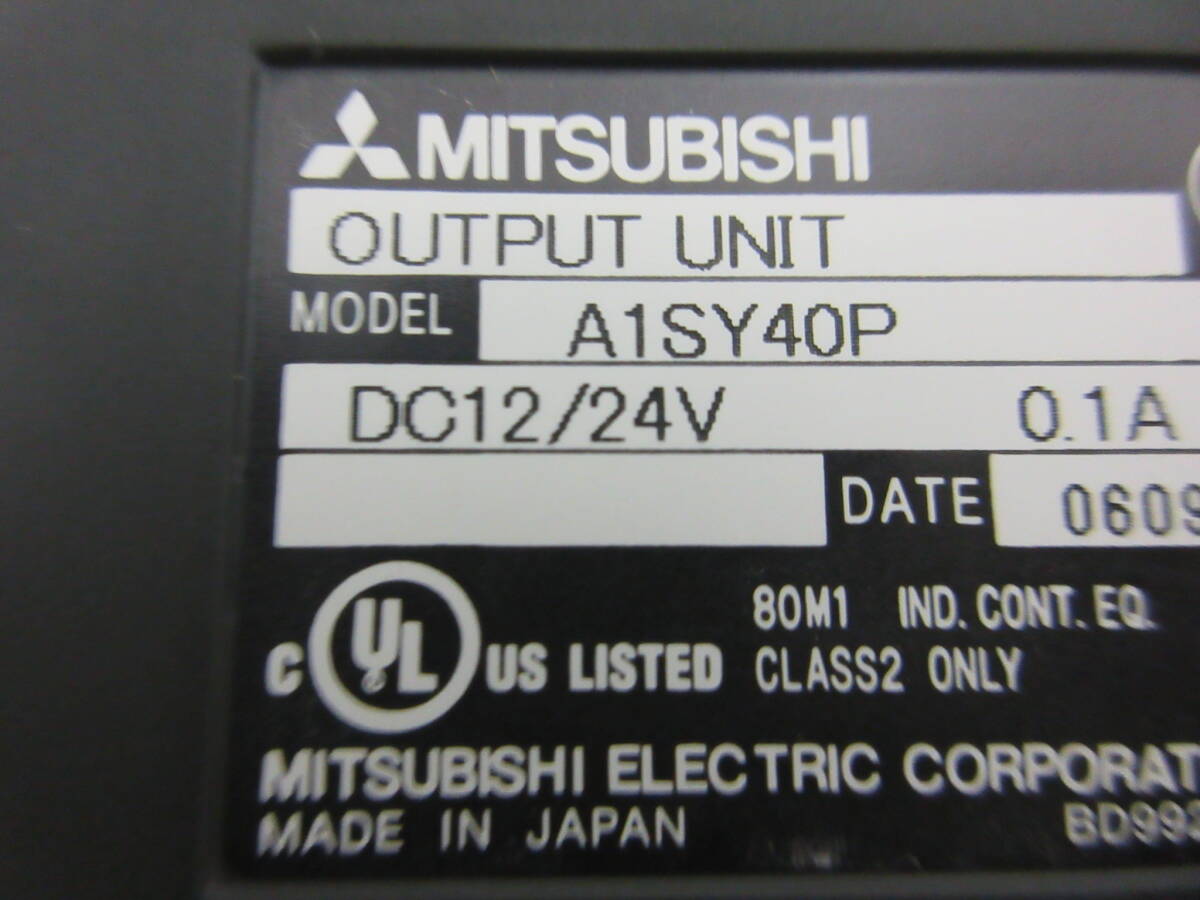 MITSUBISHI
OUTPUT UNIT
MODEL A1SY40P
DC12/24V 0.1A
DATE 0609
C UL US LISTED 80M1 IND. CONT. EQ.
CLASS2 ONLY
MITSUBISHI ELECTRIC CORPORAT
MADE IN JAPAN BD993